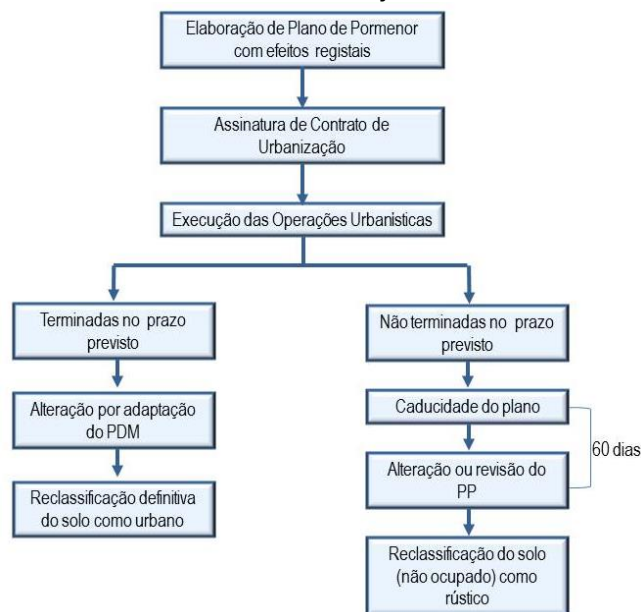 Elaboração de Plano de Pormenor
com efeitos registais
Assinatura de Contrato de
Urbanização
Execução das Operações Urbanísticas
Terminadas no prazo
previsto
Não terminadas no prazo
previsto
Alteração por adaptação
do PDM
Caducidade do plano
60 dias
Reclassificação definitiva
do solo como urbano
Alteração ou revisão do
PP
Reclassificação do solo
(não ocupado) como
rústico